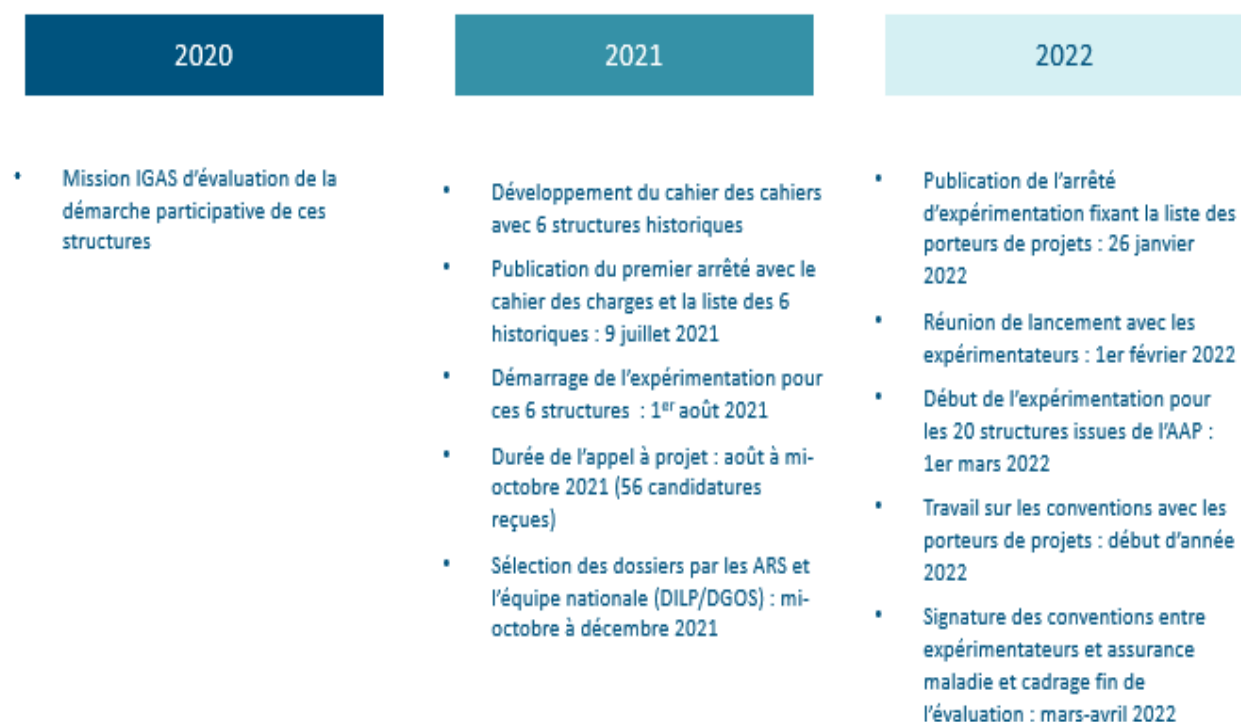 2020
• Mission IGAS d'évaluation de la
démarche participative de ces
structures
2021
• Développement du cahier des cahiers
avec 6 structures historiques
• Publication du premier arrêté avec le
cahier des charges et la liste des 6
historiques : 9 juillet 2021
• Démarrage de l'expérimentation pour
ces 6 structures : 1er août 2021
• Durée de l'appel à projet : août à mi-
octobre 2021 (56 candidatures
reçues)
• Sélection des dossiers par les ARS et
l'équipe nationale (DILP/DGOS) : mi-
octobre à décembre 2021
2022
• Publication de l'arrêté
d'expérimentation fixant la liste des
porteurs de projets : 26 janvier
2022
• Réunion de lancement avec les
expérimentateurs : 1er février 2022
• Début de l'expérimentation pour
les 20 structures issues de l'AAP :
1er mars 2022
• Travail sur les conventions avec les
porteurs de projets : début d'année
2022
• Signature des conventions entre
expérimentateurs et assurance
maladie et cadrage fin de
l'évaluation : mars-avril 2022